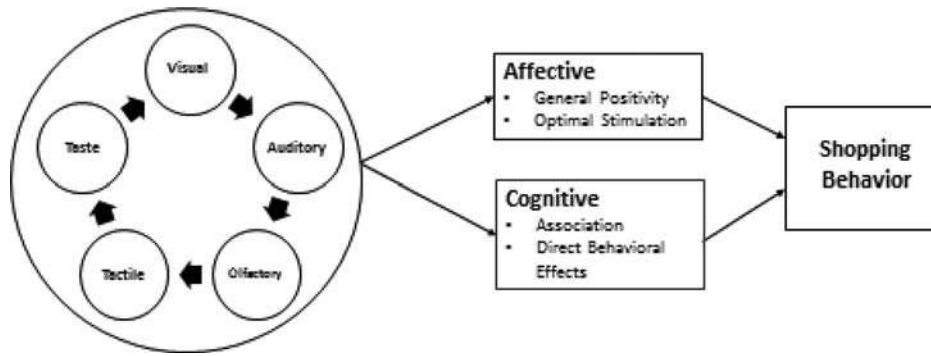 Visual
Auditory
Olfactory
Tactile
Taste
Affective
• General Positivity
• Optimal Stimulation
Cognitive
• Association
• Direct Behavioral
Effects
Shopping
Behavior